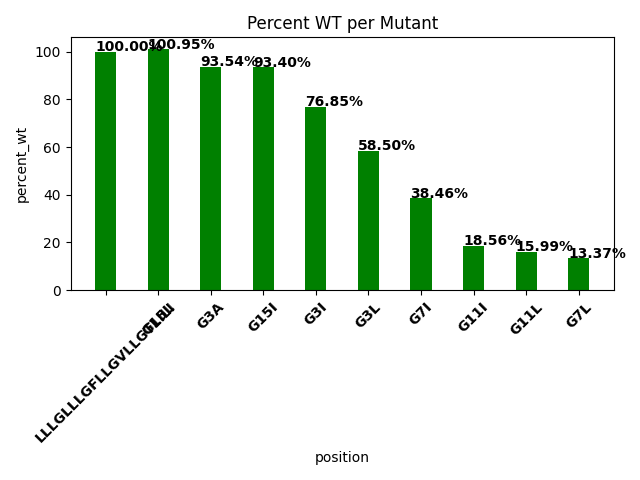 Percent WT per Mutant
percent_wt
100
80
60
40
20
0
100.00%
100.95%
93.54%
93.40%
76.85%
58.50%
38.46%
18.56%
15.99%
13.37%
G15L
G3A
G15I
G3I
G3L
G7I
G11I
G11L
G7L
position